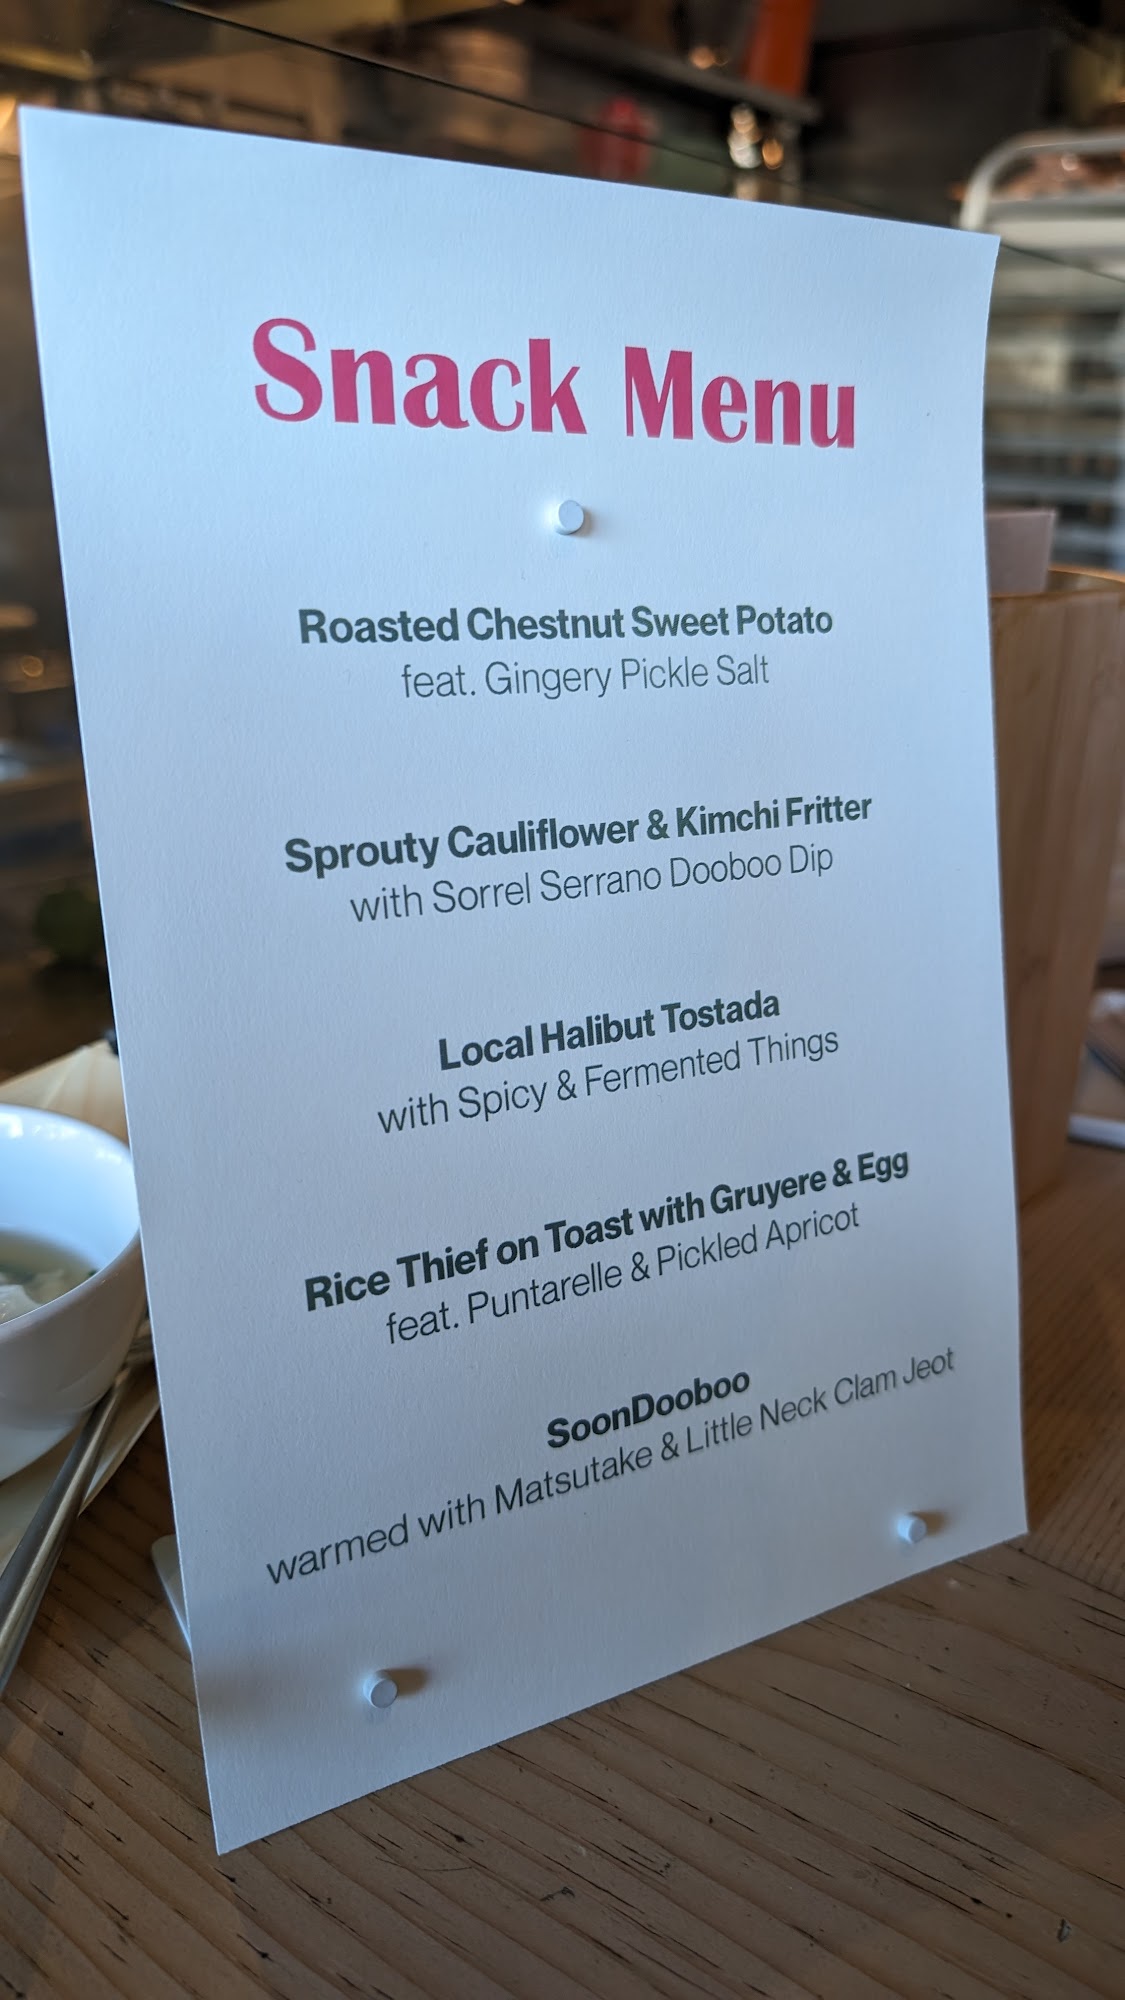 Snack Menu
Roasted Chestnut Sweet Potato
feat. Gingery Pickle Salt
Sprouty Cauliflower & Kimchi Fritter
with Sorrel Serrano Dooboo Dip
Local Halibut Tostada
with Spicy & Fermented Things
Rice Thief on Toast with Gruyere & Egg
feat. Puntarelle & Pickled Apricot
SoonDooboo
warmed with Matsutake & Little Neck Clam Jeot